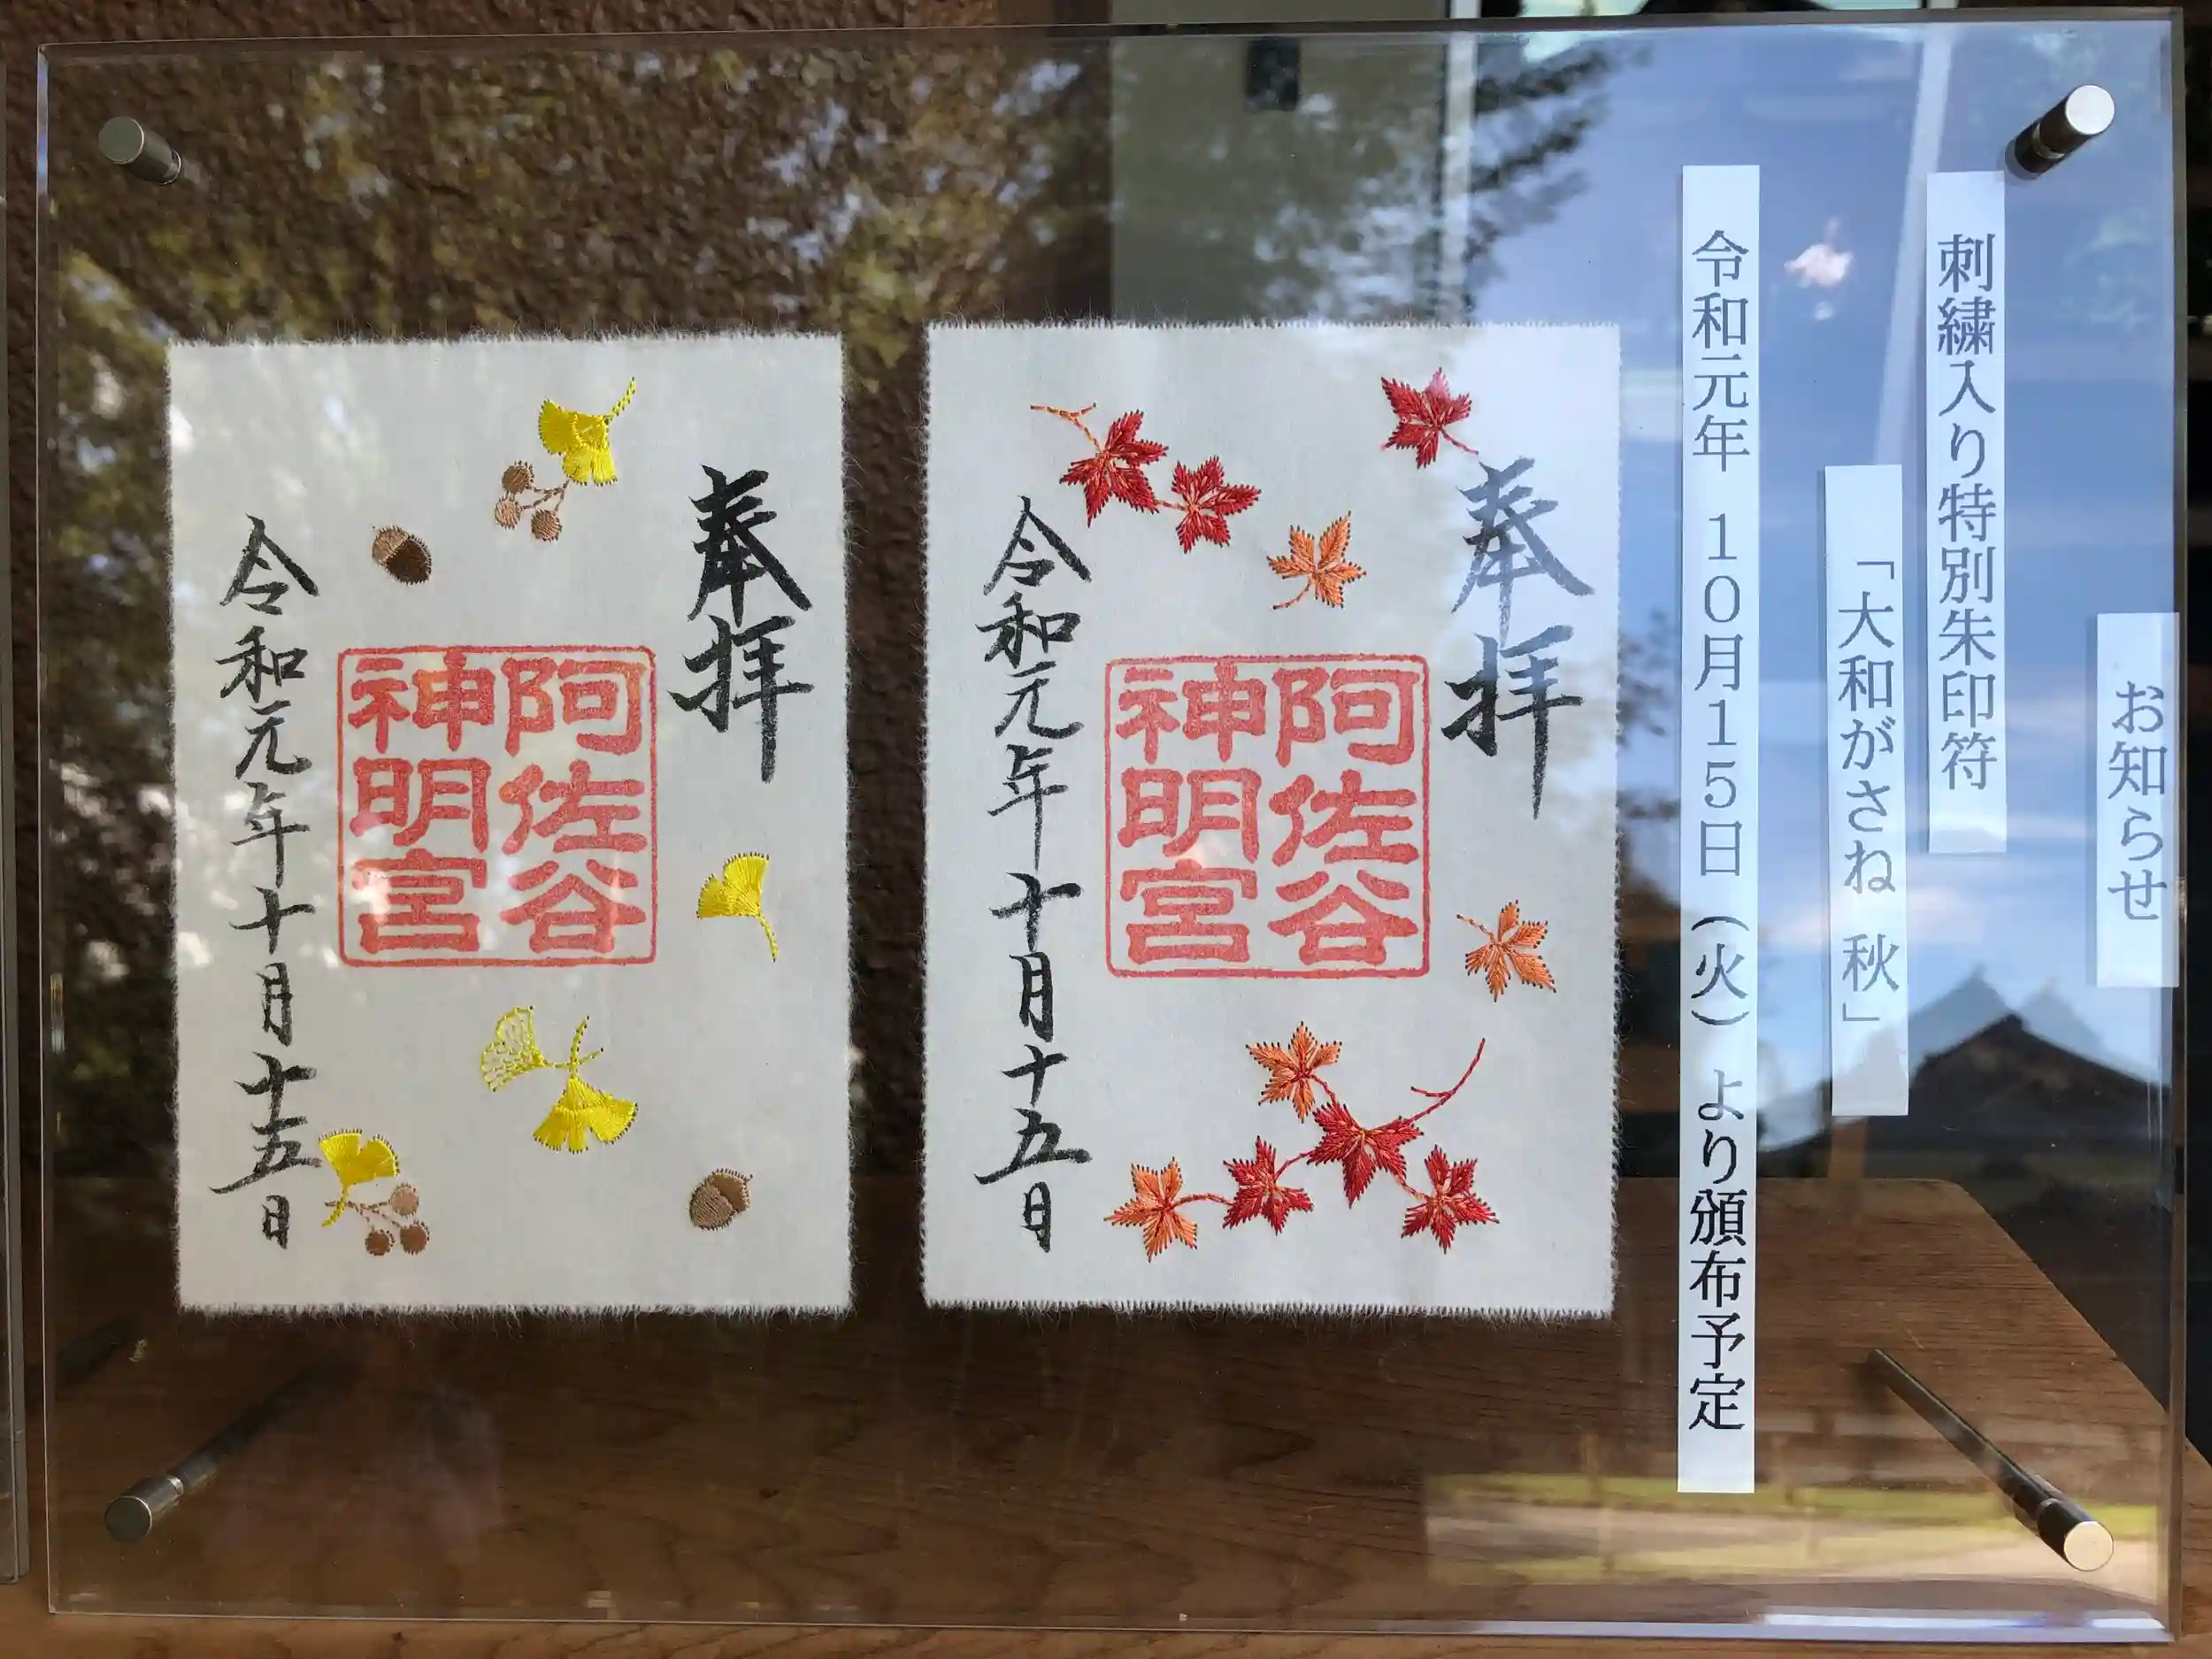 お知らせ
刺繍入り特別朱印符
「大和がさね 秋」
令和元年 10月15日(火)より頒布予定
奉拝
阿佐谷
神明宮
令和元年十月十五日
奉拝
阿佐谷
神明宮
令和元年十月十五日